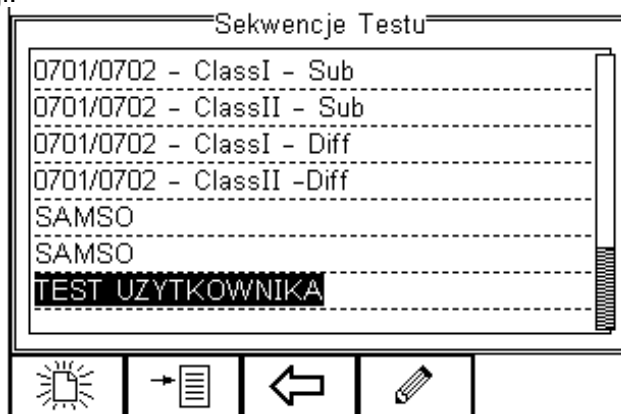 Sekwencje Testu
0701/0702 - ClassI - Sub
0701/0702 - ClassII - Sub
0701/0702 - ClassI - Diff
0701/0702 - ClassII -Diff
SAMSO
SAMSO
TEST UZYTKOWNIKA